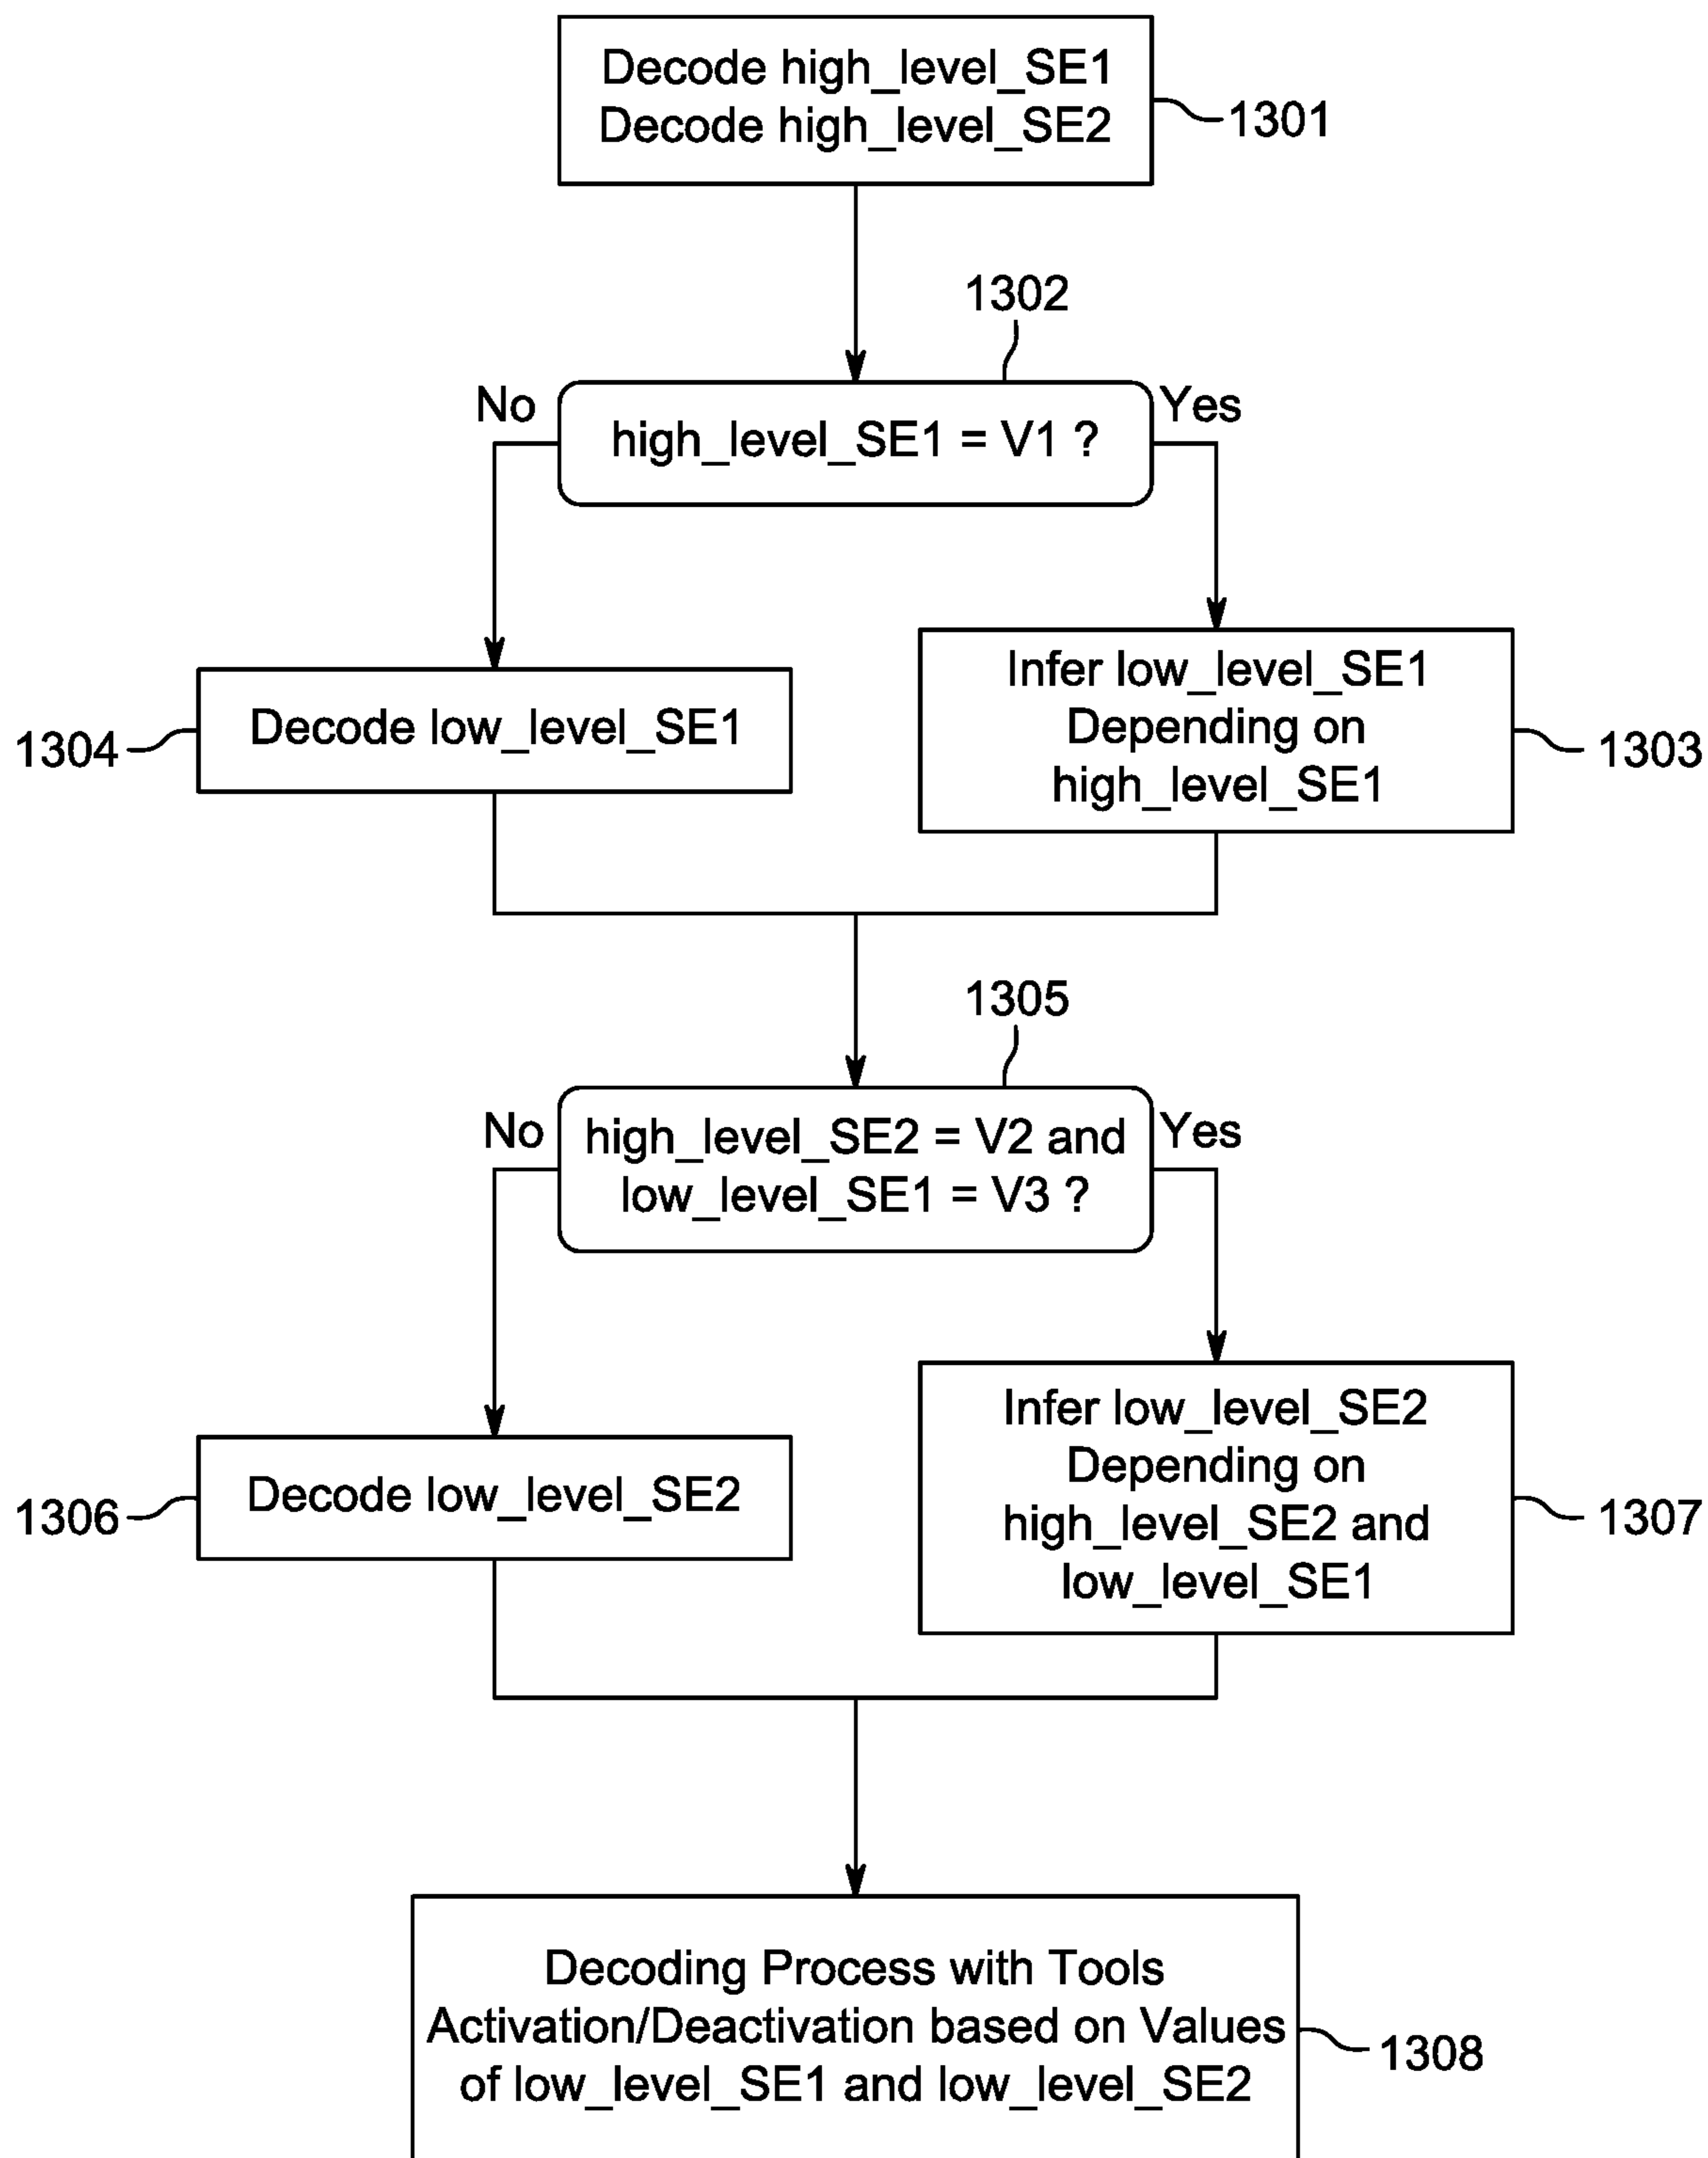 Decode high_level_SE1
Decode high_level_SE2
1301
1302
No
Yes
high_level_SE1 = V1 ?
Decode low_level_SE1
1304
Infer low_level_SE1
Depending on
high_level_SE1
1303
1305
No
Yes
high_level_SE2 = V2 and
low_level_SE1 = V3 ?
Decode low_level_SE2
1306
Infer low_level_SE2
Depending on
high_level_SE2 and
low_level_SE1
1307
Decoding Process with Tools
Activation/Deactivation based on Values
of low_level_SE1 and low_level_SE2
1308